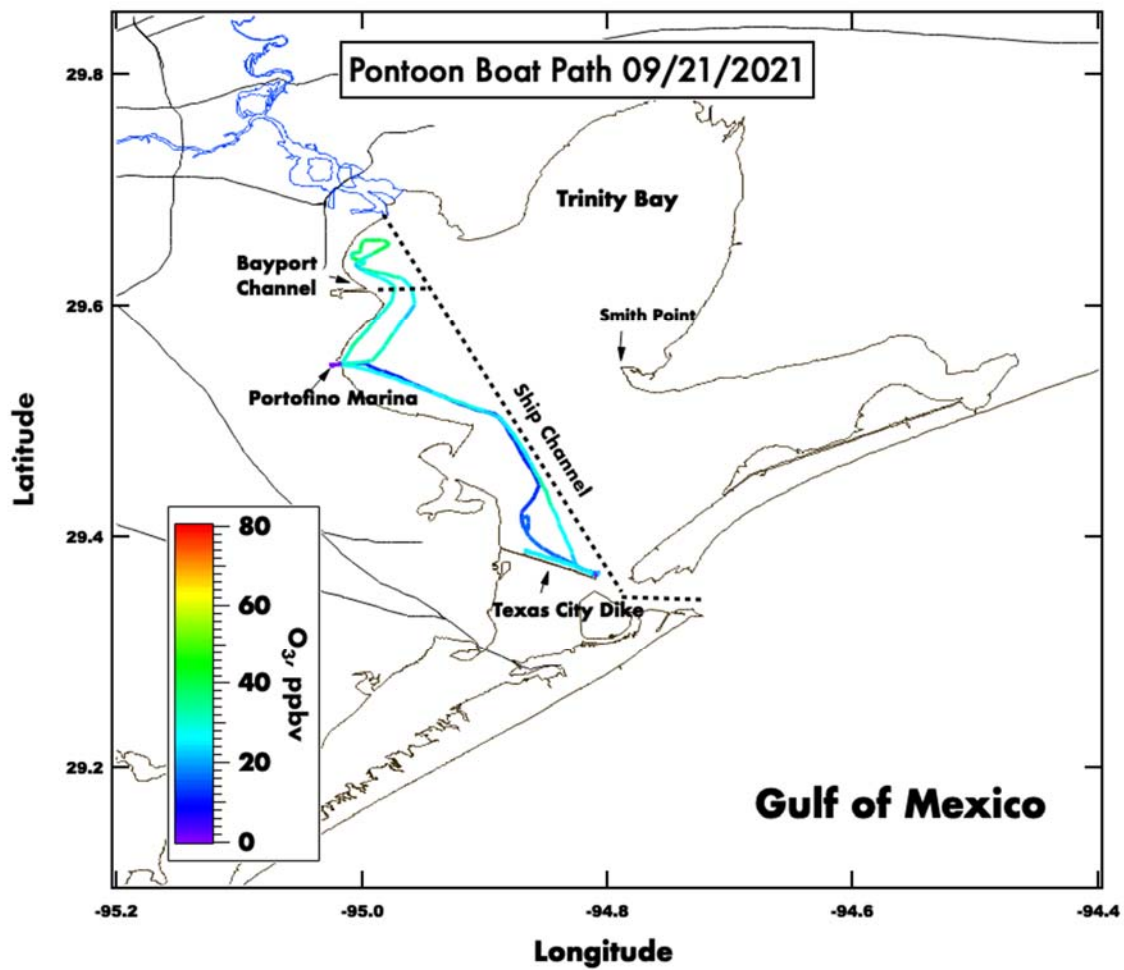 Pontoon Boat Path 09/21/2021
29.8
29.6
29.4
29.2
Latitude
Trinity Bay
Bayport
Channel
Smith Point
Portofino Marina
Ship Channel
Texas City Dike
80
60
40
20
0
O3, ppbv
Gulf of Mexico
-95.2
-95.0
-94.8
-94.6
-94.4
Longitude